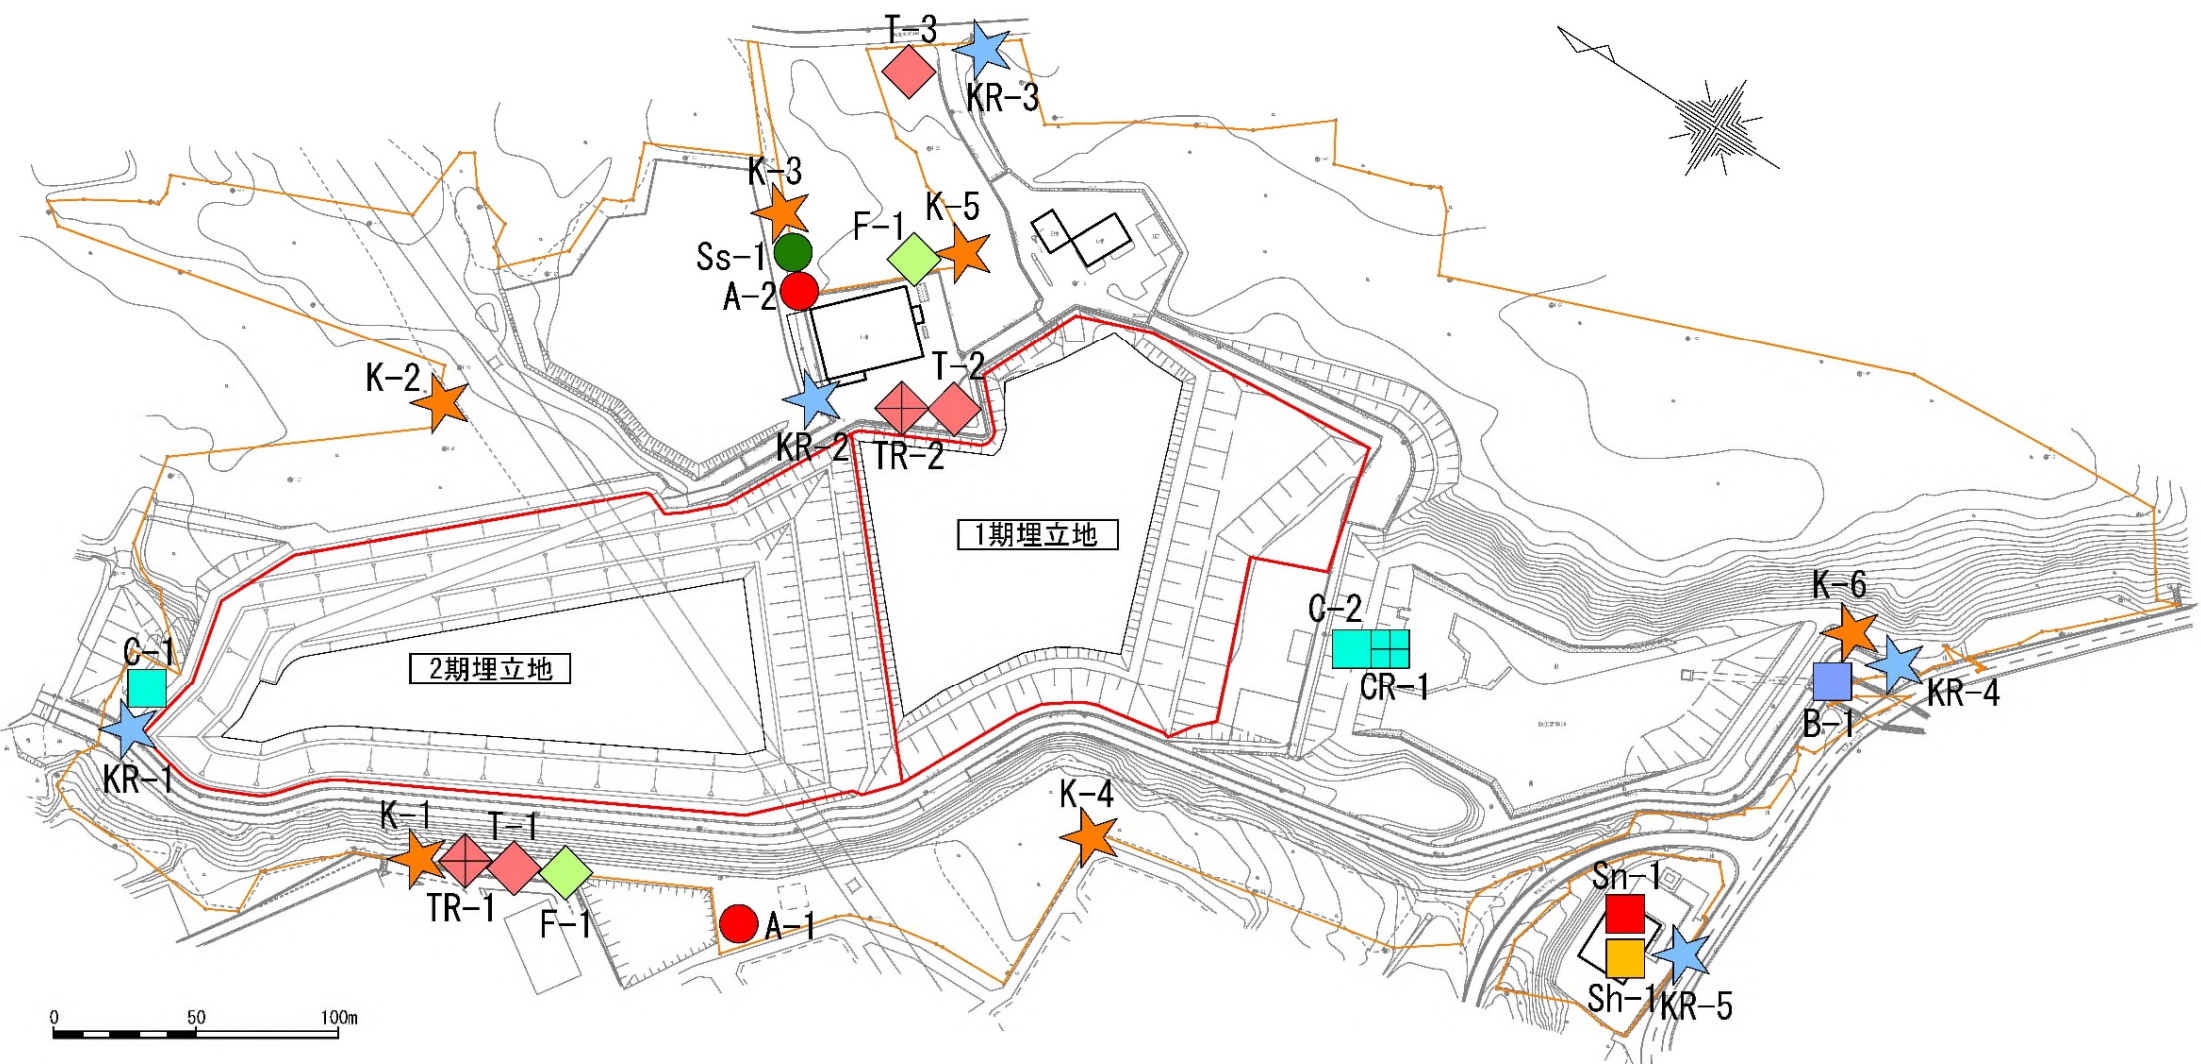 T-3
KR-3
K-3
K-5
F-1
Ss-1
A-2
K-2
T-2
KR-2
TR-2
1期埋立地
K-6
C-2
C-1
2期埋立地
CR-1
KR-4
B-1
KR-1
K-4
K-1
T-1
Sn-1
TR-1
F-1
A-1
Sh-1
KR-5
0 50 100m